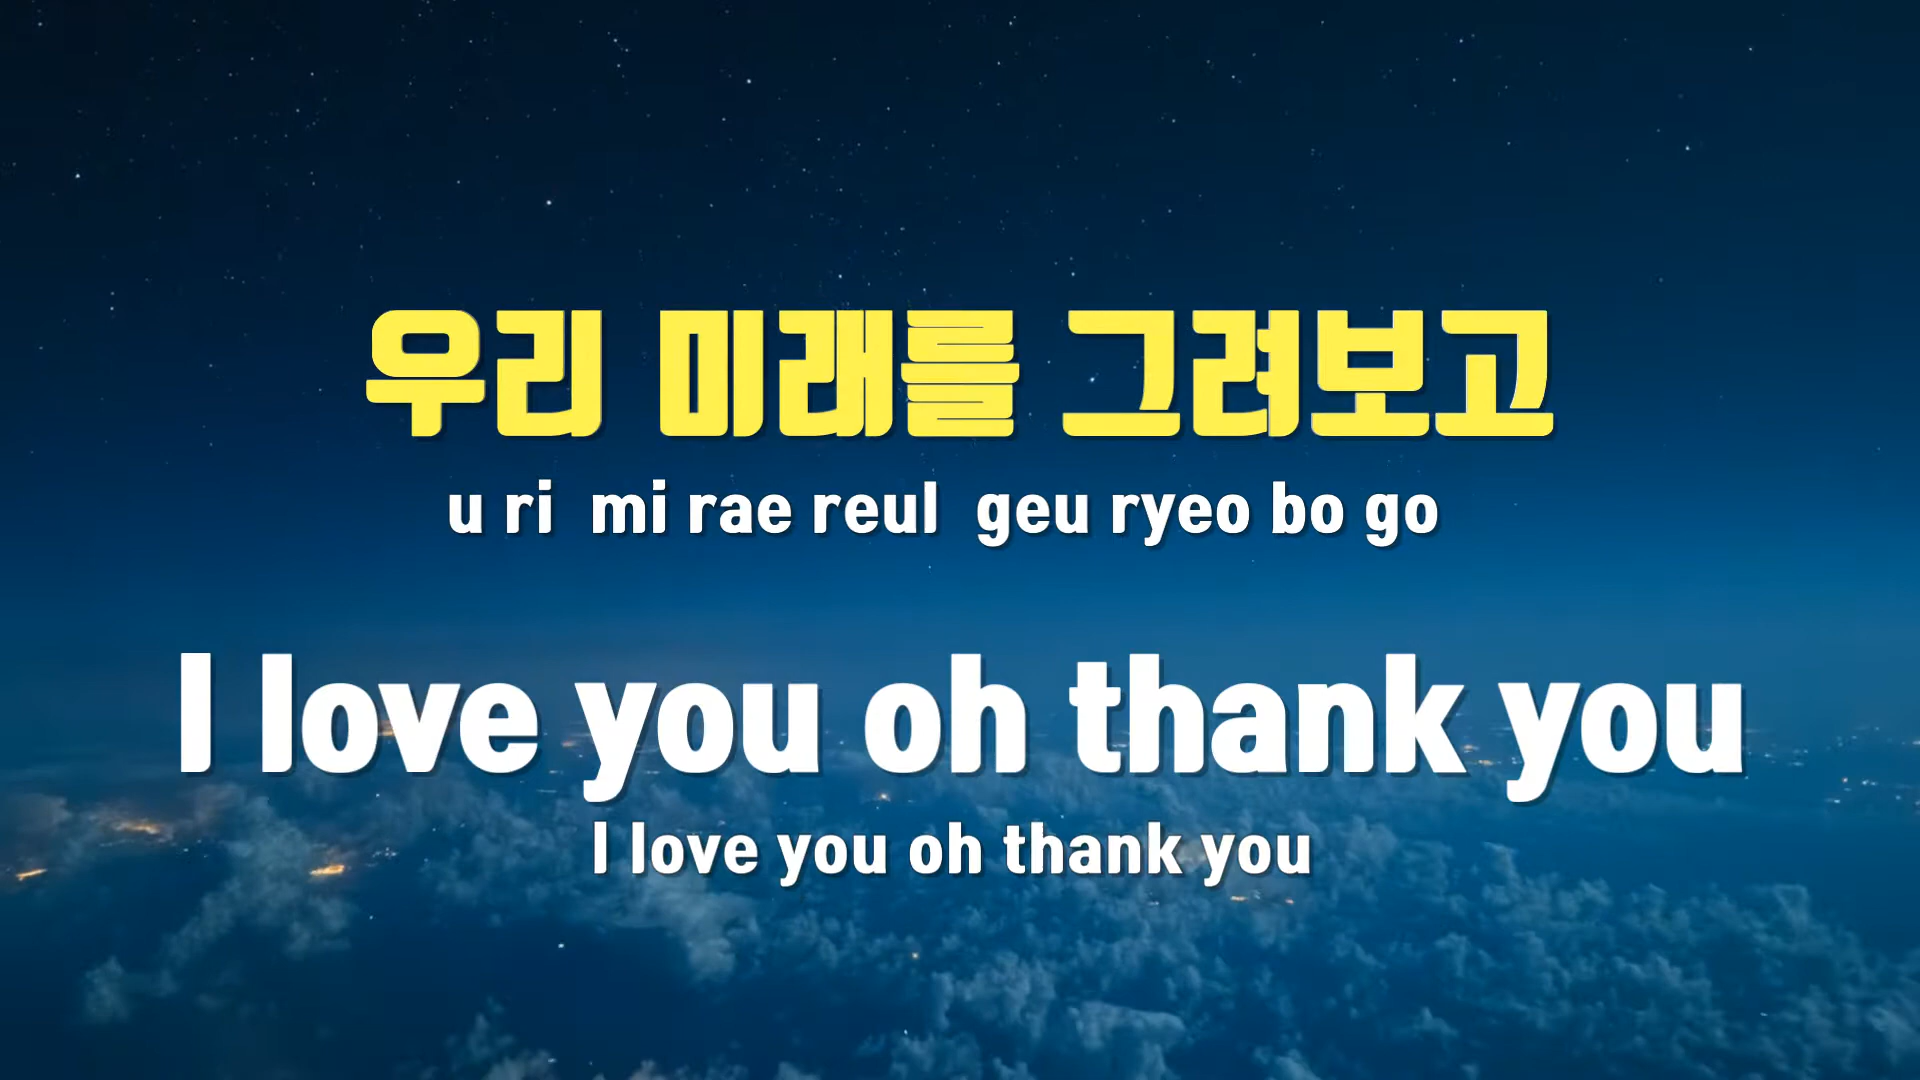 우리 미래를 그려보고
u ri mi rae reul geu ryeo bo go
I love you oh thank you
I love you oh thank you